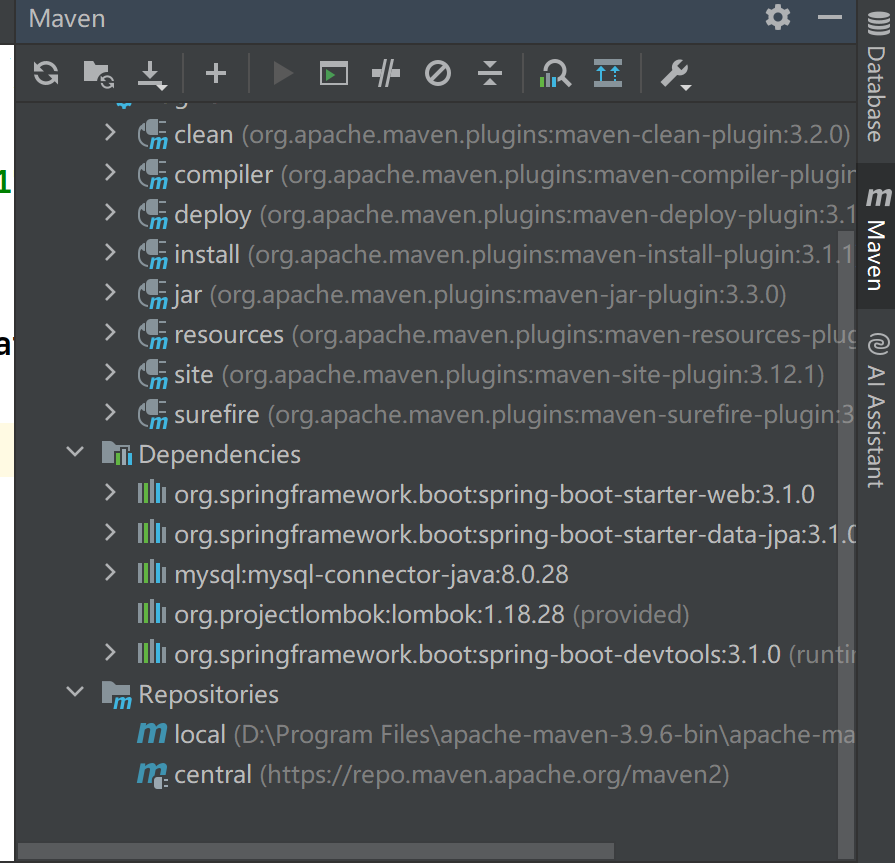 Maven
clean (org.apache.maven.plugins:maven-clean-plugin:3.2.0)
compiler (org.apache.maven.plugins:maven-compiler-plugin
deploy (org.apache.maven.plugins:maven-deploy-plugin:3.1
install (org.apache.maven.plugins:maven-install-plugin:3.1.1
jar (org.apache.maven.plugins:maven-jar-plugin:3.3.0)
resources (org.apache.maven.plugins:maven-resources-plug
site (org.apache.maven.plugins:maven-site-plugin:3.12.1)
surefire (org.apache.maven.plugins:maven-surefire-plugin:3
Dependencies
org.springframework.boot:spring-boot-starter-web:3.1.0
org.springframework.boot:spring-boot-starter-data-jpa:3.1.0
mysql:mysql-connector-java:8.0.28
org.projectlombok:lombok:1.18.28 (provided)
org.springframework.boot:spring-boot-devtools:3.1.0 (runtim
Repositories
local (D:\Program Files\apache-maven-3.9.6-bin\apache-ma
central (https://repo.maven.apache.org/maven2)
Database
Maven
AI Assistant
1